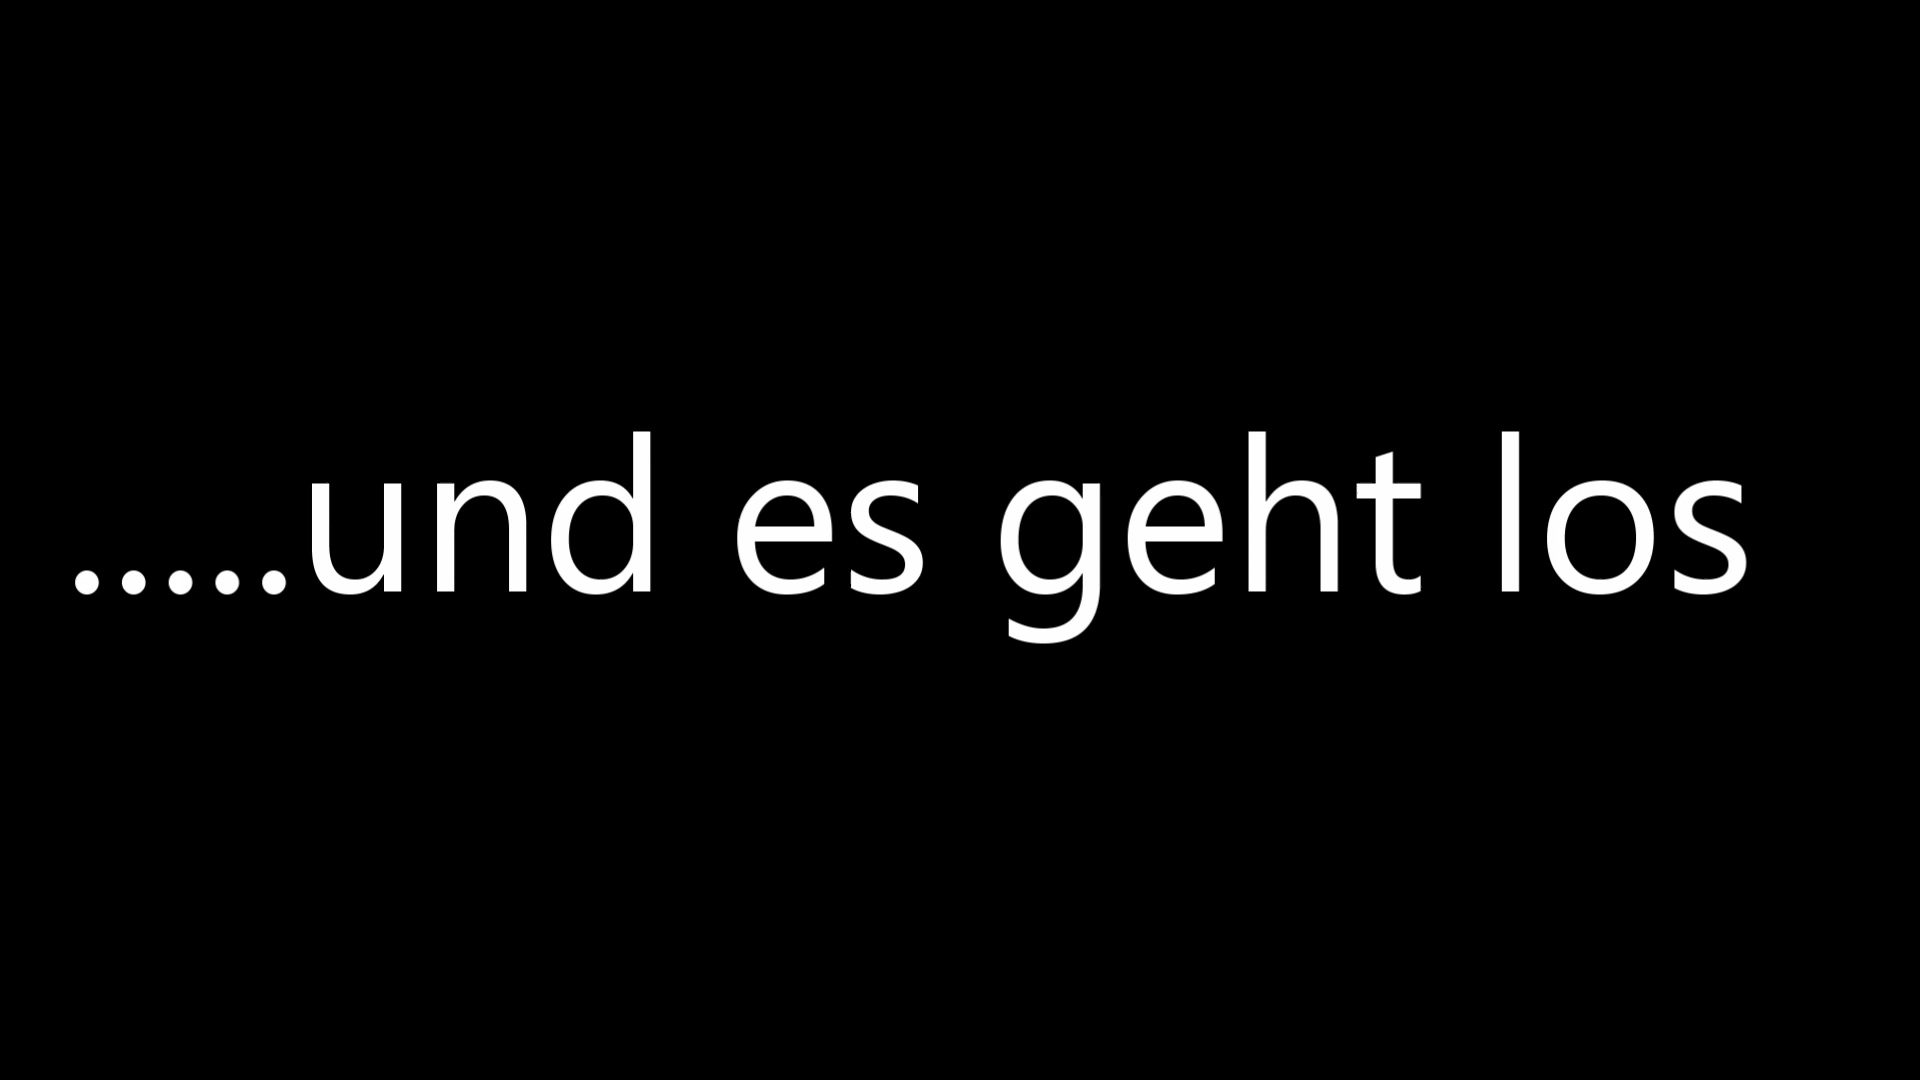 .....und es geht los